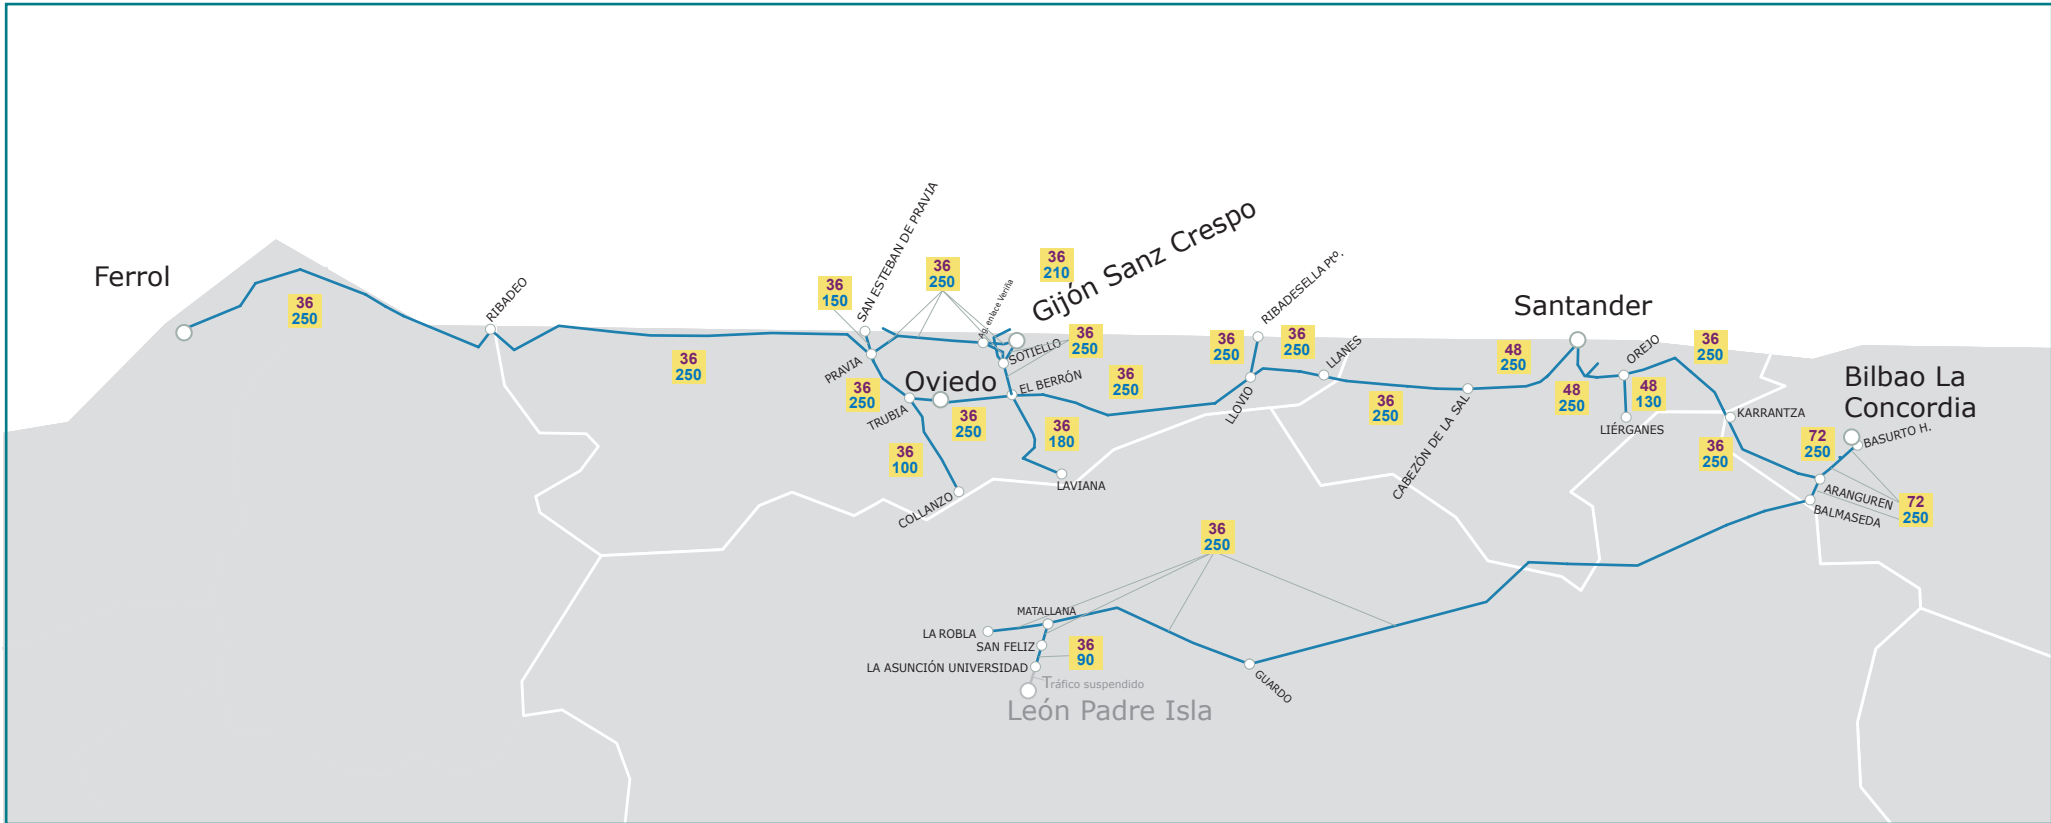 Ferrol
36
250
RIBADEO
36
250
36
150
SAN ESTEBAN DE PRAVIA
36
250
Ag. enlace Veriña
36
210
Gijón Sanz Crespo
SOTIELLO
36
250
PRAVIA
36
250
TRUBIA
Oviedo
36
250
EL BERRÓN
36
250
36
180
LAVIANA
36
100
COLLANZO
36
250
RIBADESELLA Ptº.
36
250
LLANES
LLOVIO
36
250
CABEZÓN DE LA SAL
Santander
48
250
48
250
OREJO
48
130
LIÉRGANES
36
250
KARRANTZA
36
250
Bilbao La
Concordia
72
250
BASURTO H.
ARANGUREN
BALMASEDA
72
250
36
250
MATALLANA
LA ROBLA
SAN FELIZ
36
90
LA ASUNCIÓN UNIVERSIDAD
Tráfico suspendido
León Padre Isla
GUARDO